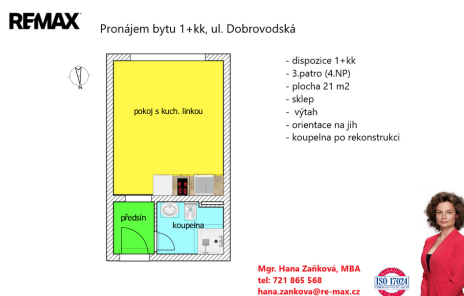 RE/MAX
Pronájem bytu 1+kk, ul. Dobrovodská
N
pokoj s kuch. linkou
předsín
koupelna
- dispozice 1+kk
- 3.patro (4.NP)
- plocha 21 m2
- sklep
- výtah
- orientace na jih
- koupelna po rekonstrukci
Mgr. Hana Zaňková, MBA
tel: 721 865 568
hana.zankova@re-max.cz
ISO 17024